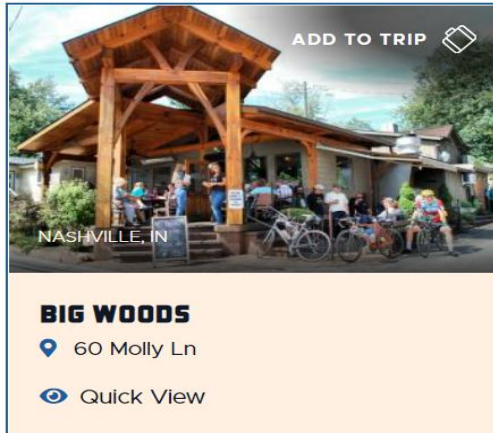 ADD TO TRIP
NASHVILLE, IN
BIG WOODS
60 Molly Ln
Quick View